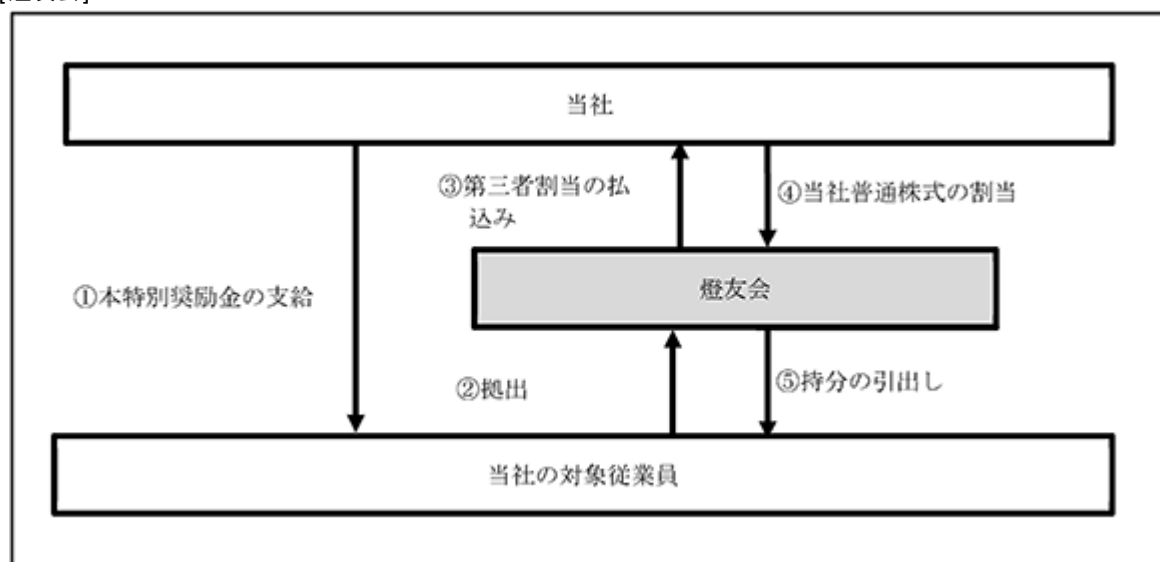 当社
③第三者割当の払
込み
④当社普通株式の割当
燈友会
①本特別奨励金の支給
②拠出
⑤持分の引出し
当社の対象従業員